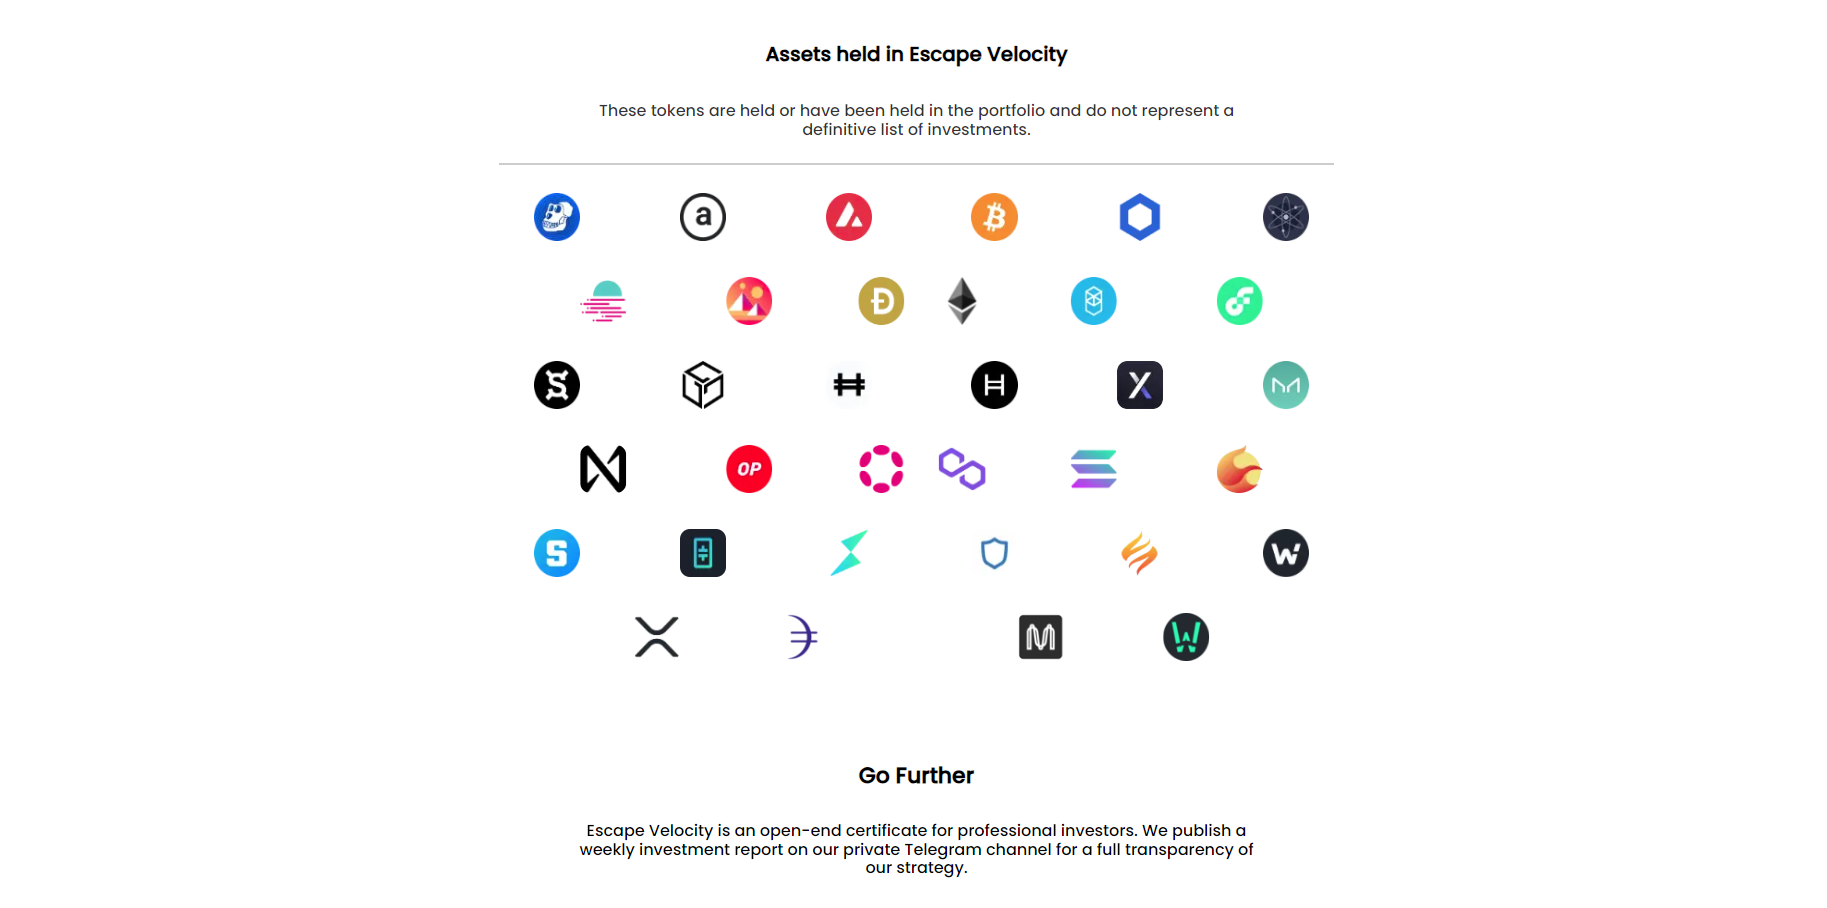 Assets held in Escape Velocity
These tokens are held or have been held in the portfolio and do not represent a
definitive list of investments.
a
OP
Go Further
Escape Velocity is an open-end certificate for professional investors. We publish a
weekly investment report on our private Telegram channel for a full transparency of
our strategy.